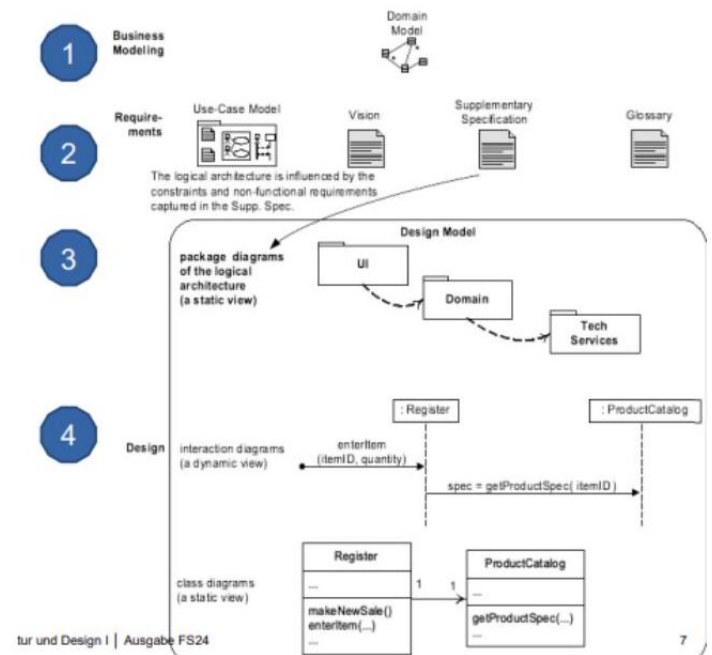 1
Business
Modeling
Domain
Model
2
Require-
ments
Use-Case Model
Vision
Supplementary
Specification
Glossary
The logical architecture is influenced by the
constraints and non-functional requirements
captured in the Supp. Spec.
3
Design Model
package diagrams
of the logical
architecture
(a static view)
UI
Domain
Tech
Services
4
Design
: Register
: ProductCatalog
interaction diagrams
(a dynamic view)
enterItem
(itemID, quantity)
spec = getProductSpec( itemID )
class diagrams
(a static view)
Register
...
makeNewSale()
enterItem(...)
...
1
1
ProductCatalog
...
getProductSpec(...)
...
tur und Design I | Ausgabe FS24
7